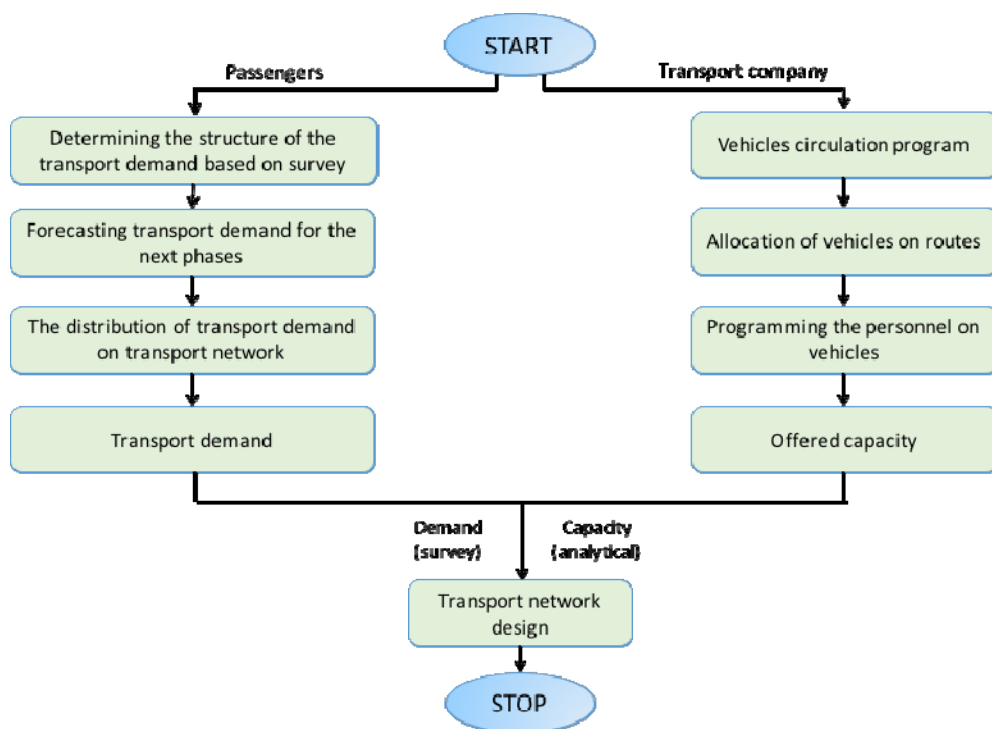 START
Passengers
Transport company
Determining the structure of the
transport demand based on survey
Forecasting transport demand for the
next phases
The distribution of transport demand
on transport network
Transport demand
Vehicles circulation program
Allocation of vehicles on routes
Programming the personnel on
vehicles
Offered capacity
Demand
(survey)
Capacity
(analytical)
Transport network
design
STOP